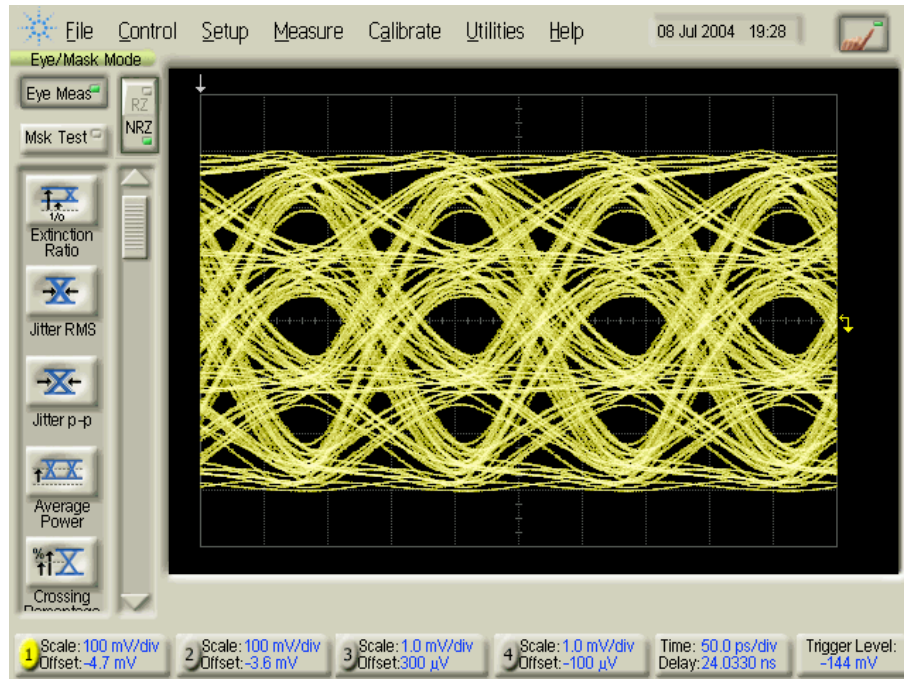 File Control Setup Measure Calibrate Utilities Help 08 Jul 2004 19:28
Eye/Mask Mode
Eye Meas
RZ
NRZ
Msk Test
1/0
Extinction
Ratio
Jitter RMS
Jitter p-p
Average
Power
%
Crossing
Percentage
1 Scale: 100 mV/div
Offset:-4.7 mV
2 Scale: 100 mV/div
Offset:-3.6 mV
3 Scale: 1.0 mV/div
Offset:300 µV
4 Scale: 1.0 mV/div
Offset:-100 µV
Time: 50.0 ps/div
Delay:24.0330 ns
Trigger Level:
-144 mV